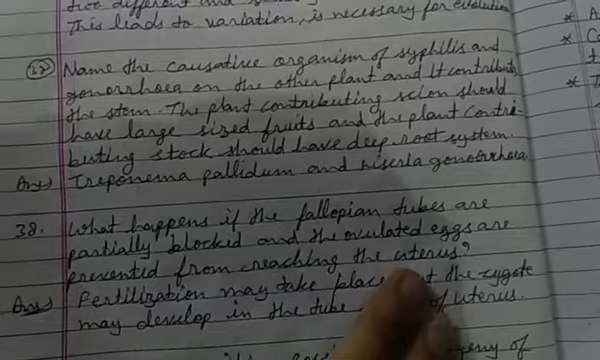 This leads to variation, is necessary for evolution
37) Name the causative organism of syphilis and
gonorrhoea on the other plant and it contributs
the stem. The plant contributing scion should
have large sized fruits and the plant contri-
buting stock should have deep root system.
Ans) Treponema pallidum and niserla gonorrhoea.
38. What happens if the fallopian tubes are
partially blocked and the ovulated eggs are
prevented from creaching the uterus?
Ans) Fertilization may take place the zygote
may develop in the tube of uterus.